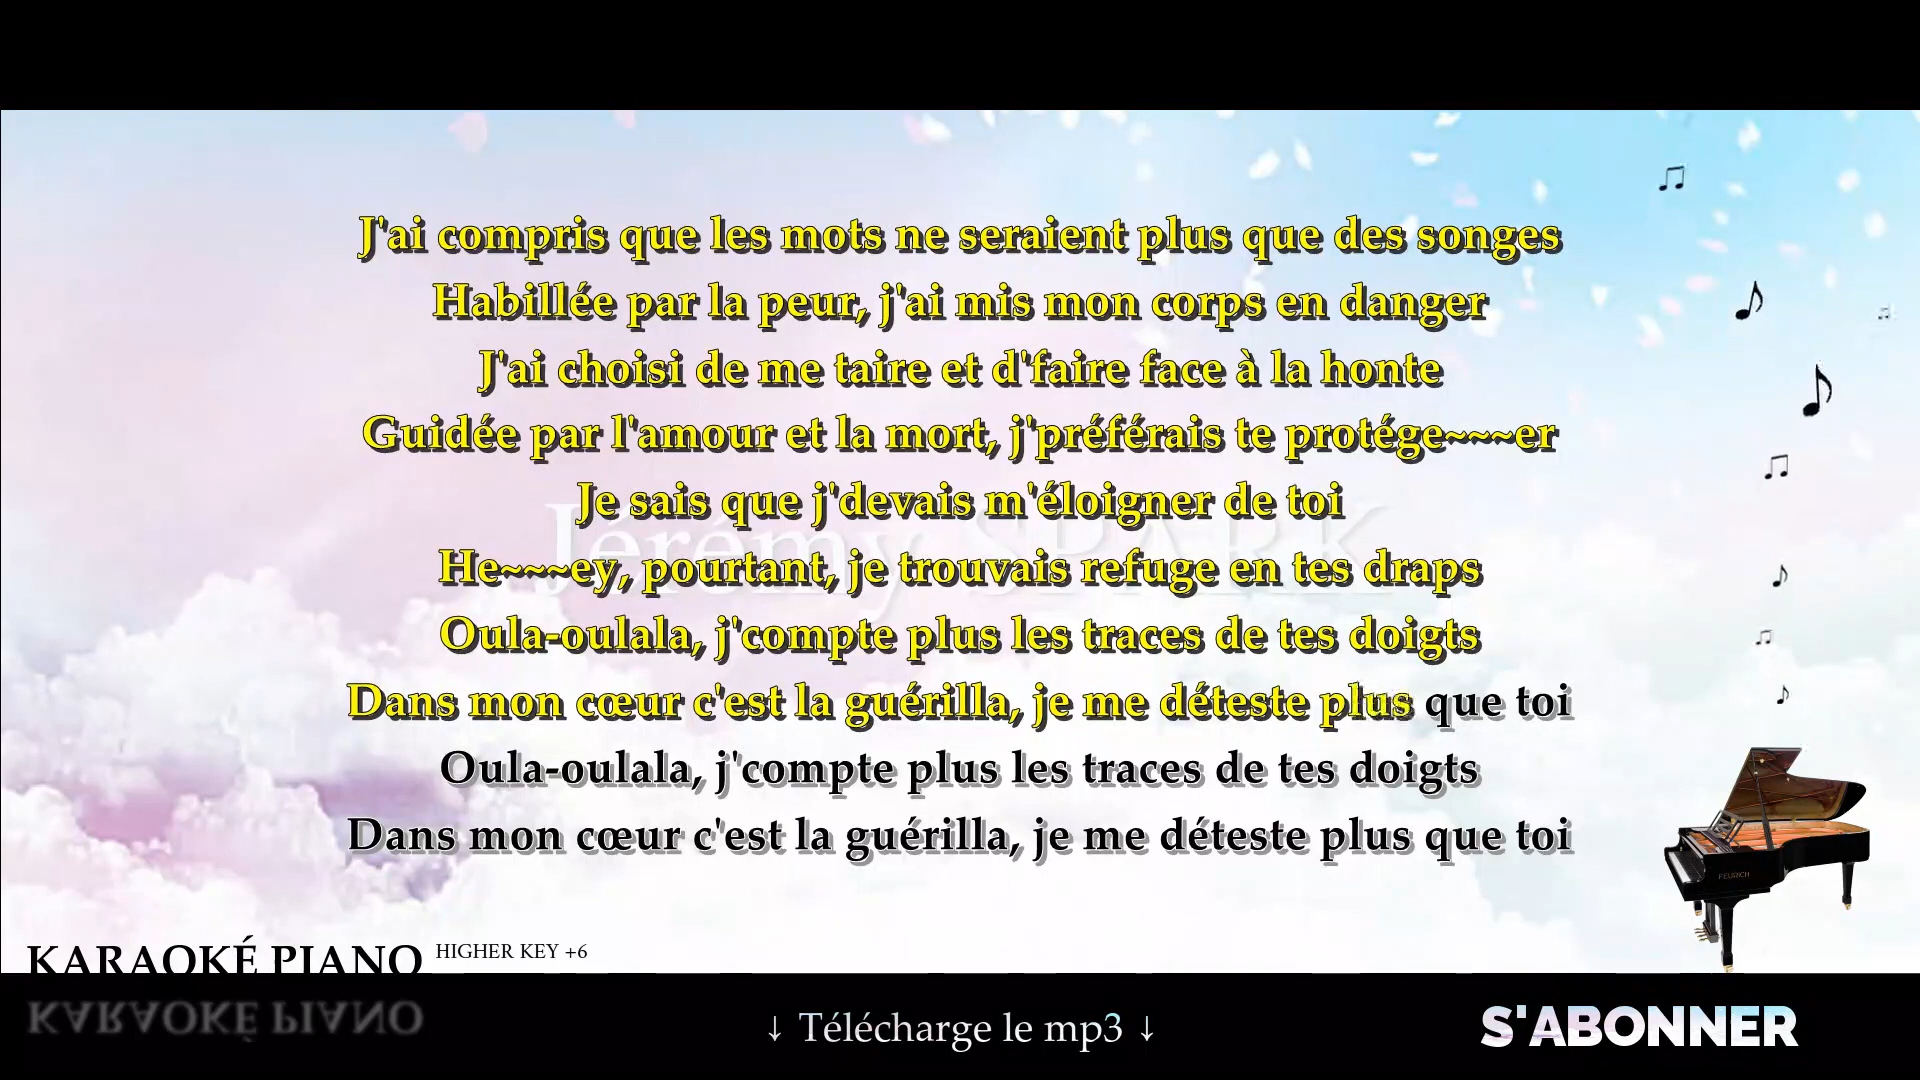 J'ai compris que les mots ne seraient plus que des songes
Habillée par la peur, j'ai mis mon corps en danger
J'ai choisi de me taire et d'faire face à la honte
Guidée par l'amour et la mort, j'préférais te protége~~~er
Je sais que j'devais m'éloigner de toi
Jérémy SPARK
He~~~ey, pourtant, je trouvais refuge en tes draps
Oula-oulala, j'compte plus les traces de tes doigts
Dans mon cœur c'est la guérilla, je me déteste plus que toi
Oula-oulala, j'compte plus les traces de tes doigts
Dans mon cœur c'est la guérilla, je me déteste plus que toi
FEURICH
KARAOKÉ PIANO HIGHER KEY +6
KARAOKÉ PIANO
↓ Télécharge le mp3 ↓
S'ABONNER